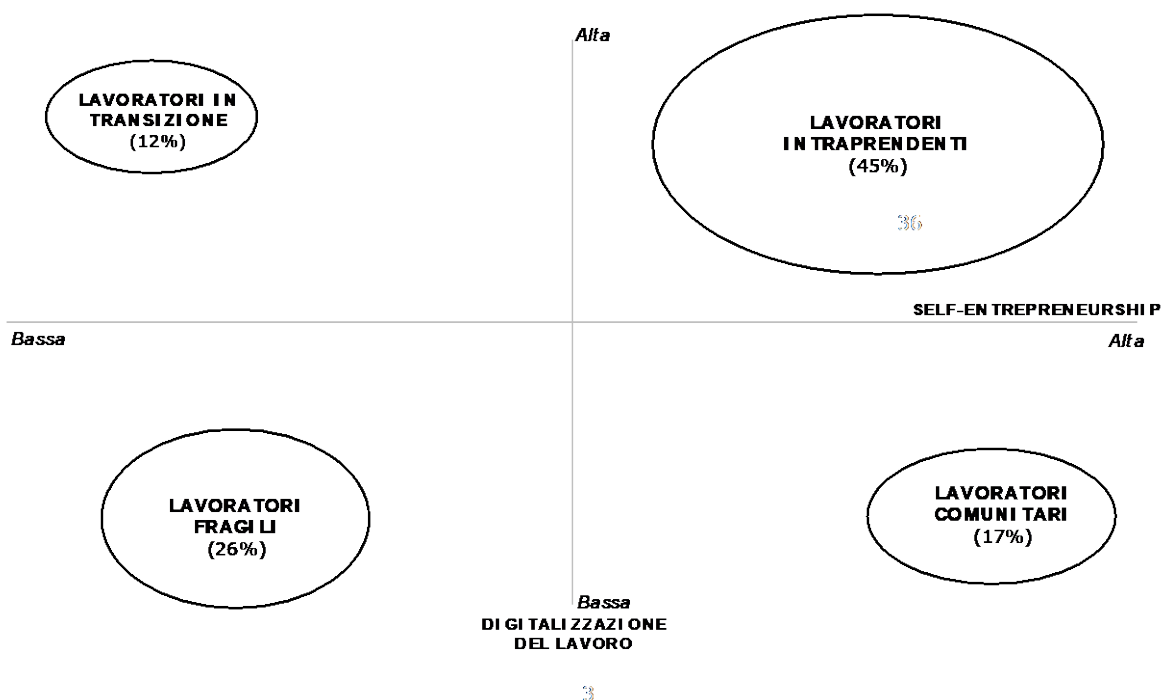 Alta
LAVORATORI IN
TRANSIZIONE
(12%)
LAVORATORI
INTRAPRENDENTI
(45%)
36
SELF-ENTREPRENEURSHIP
Bassa
Alta
LAVORATORI
FRAGILI
(26%)
LAVORATORI
COMUNITARI
(17%)
Bassa
DIGITALIZZAZIONE
DEL LAVORO
3